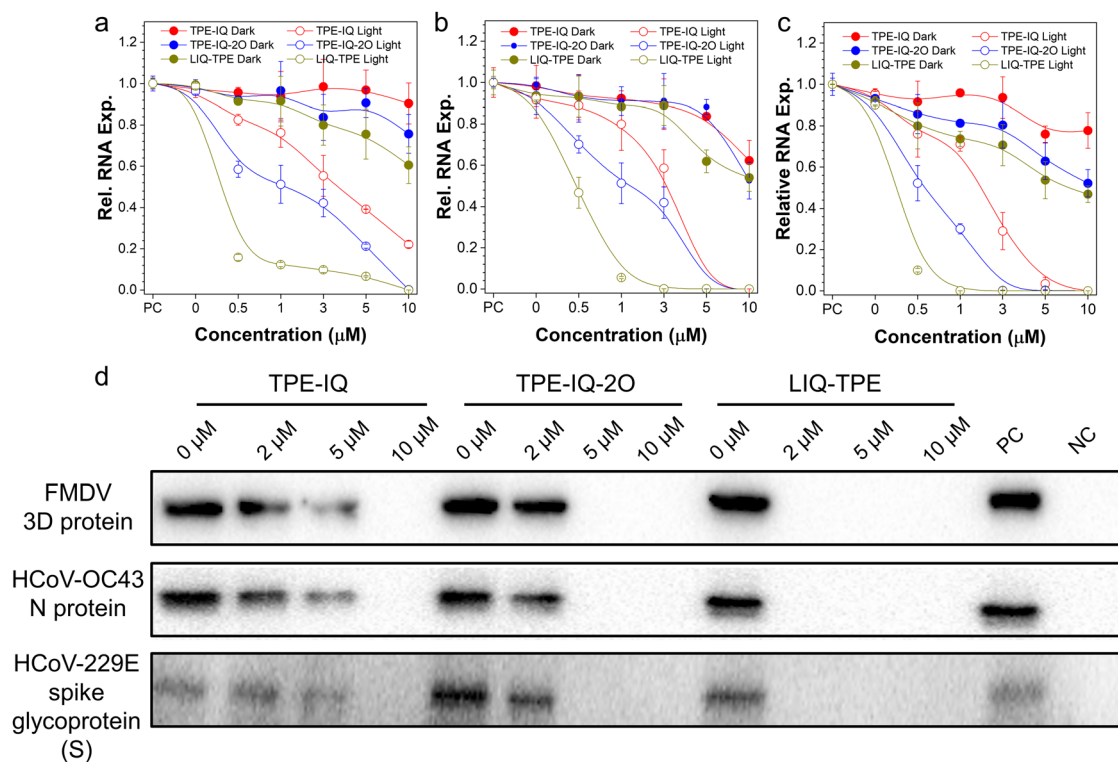 a
TPE-IQ Dark TPE-IQ Light
TPE-IQ-2O Dark TPE-IQ-2O Light
LIQ-TPE Dark LIQ-TPE Light
Rel. RNA Exp.
1.2
1.0
0.8
0.6
0.4
0.2
0.0
PC 0 0.5 1 3 5 10
Concentration (μM)
b
TPE-IQ Dark TPE-IQ Light
TPE-IQ-2O Dark TPE-IQ-2O Light
LIQ-TPE Dark LIQ-TPE Light
Rel. RNA Exp.
1.2
1.0
0.8
0.6
0.4
0.2
0.0
PC 0 0.5 1 3 5 10
Concentration (μM)
c
TPE-IQ Dark TPE-IQ Light
TPE-IQ-2O Dark TPE-IQ-2O Light
LIQ-TPE Dark LIQ-TPE Light
Relative RNA Exp.
1.2
1.0
0.8
0.6
0.4
0.2
0.0
PC 0 0.5 1 3 5 10
Concentration (μM)
d
TPE-IQ TPE-IQ-2O LIQ-TPE
0 μM 2 μM 5 μM 10 μM 0 μM 2 μM 5 μM 10 μM 0 μM 2 μM 5 μM 10 μM PC NC
FMDV
3D protein
HCoV-OC43
N protein
HCoV-229E
spike
glycoprotein
(S)